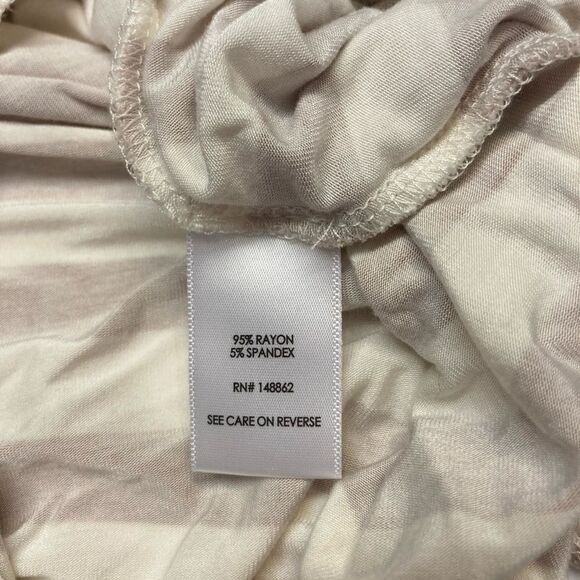 95% RAYON
5% SPANDEX
RN# 148862
SEE CARE ON REVERSE